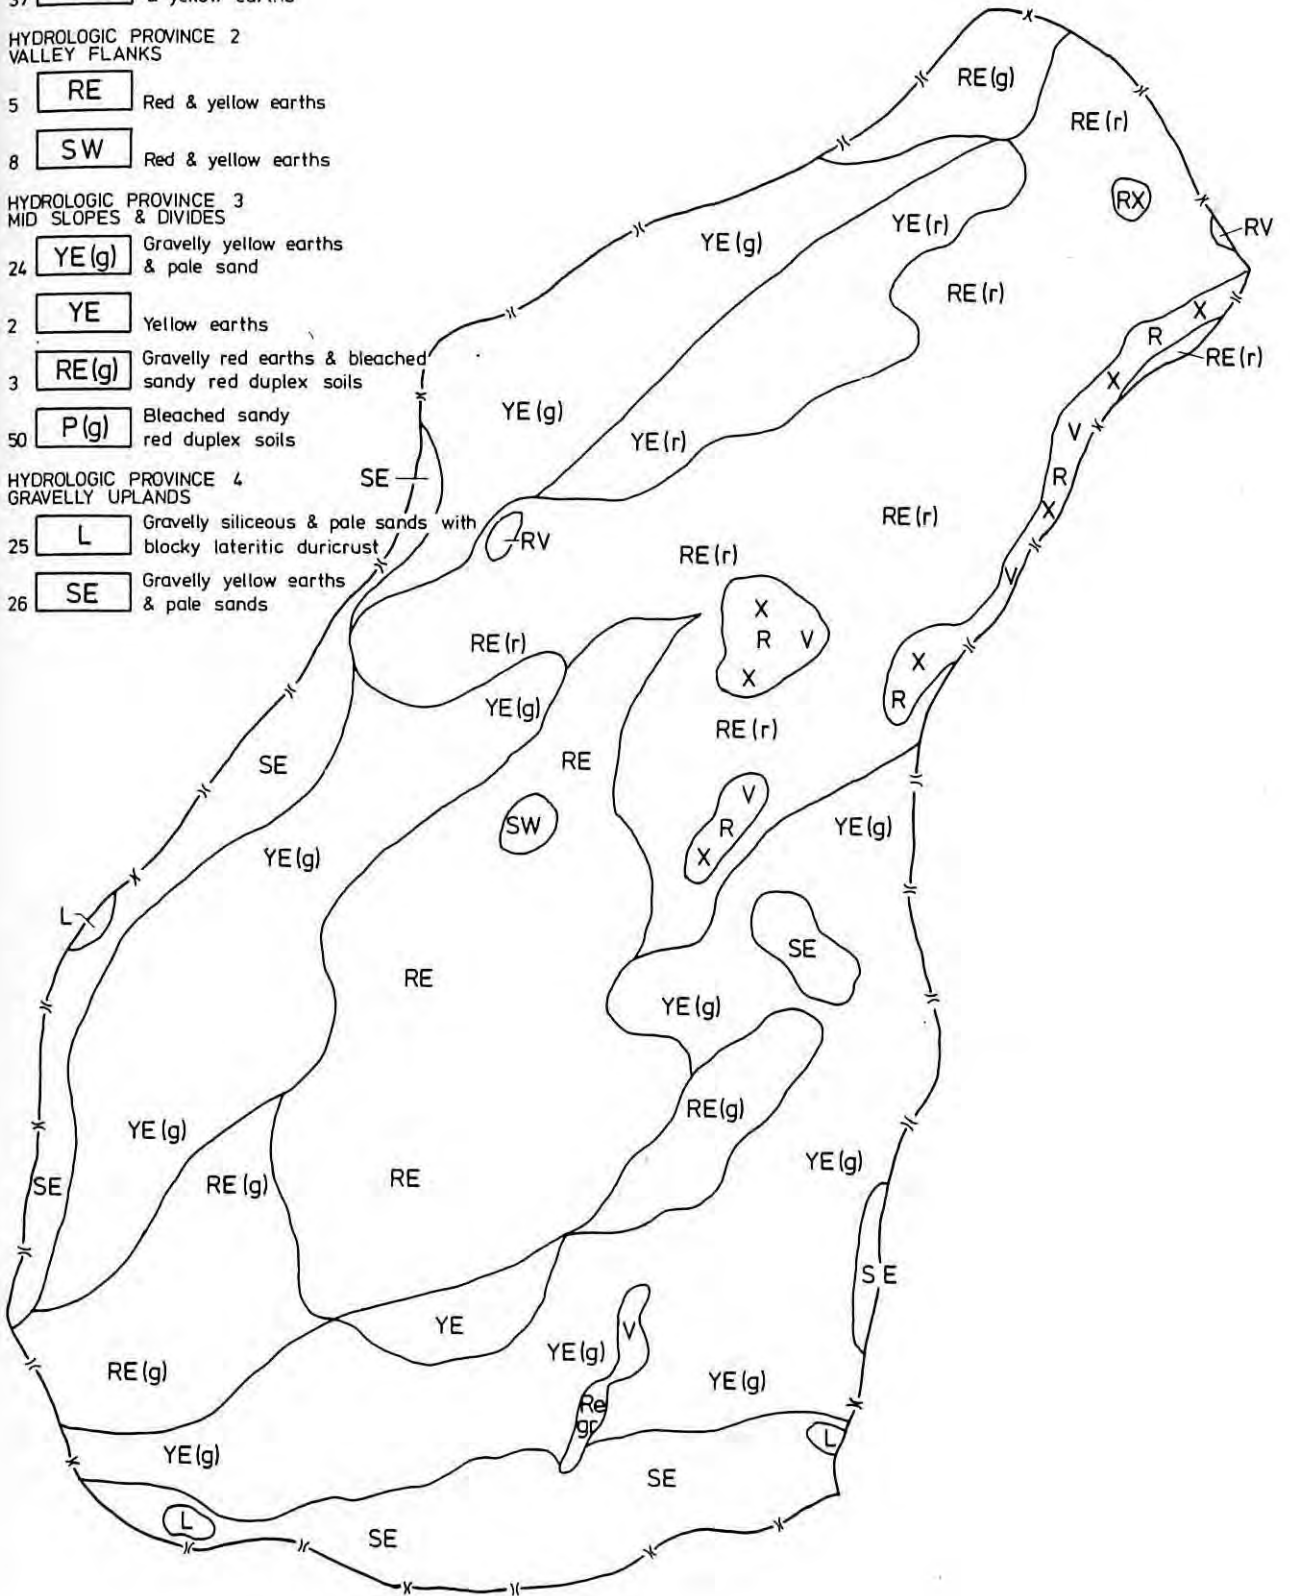 37
& yellow earths
HYDROLOGIC PROVINCE 2
VALLEY FLANKS
5 RE Red & yellow earths
8 SW Red & yellow earths
HYDROLOGIC PROVINCE 3
MID SLOPES & DIVIDES
24 YE(g) Gravelly yellow earths
& pale sand
2 YE Yellow earths
3 RE(g) Gravelly red earths & bleached
sandy red duplex soils
50 P(g) Bleached sandy
red duplex soils
HYDROLOGIC PROVINCE 4
GRAVELLY UPLANDS
25 L Gravelly siliceous & pale sands with
blocky lateritic duricrust
26 SE Gravelly yellow earths
& pale sands
RE(g)
RE(r)
RX
YE(r)
RV
YE(g)
RE(r)
X
R
RE(r)
X
YE(g)
V
YE(r)
SE
R
X
RE(r)
RV
RE(r)
V
X
RE(r)
R V
X
X
R
YE(g)
RE(r)
RE
SE
V
SW
R
YE(g)
YE(g)
X
L
SE
RE
YE(g)
RE(g)
YE(g)
YE(g)
RE
RE(g)
SE
SE
YE
V
YE(g)
RE(g)
YE(g)
Re
gr
L
YE(g)
SE
L
SE